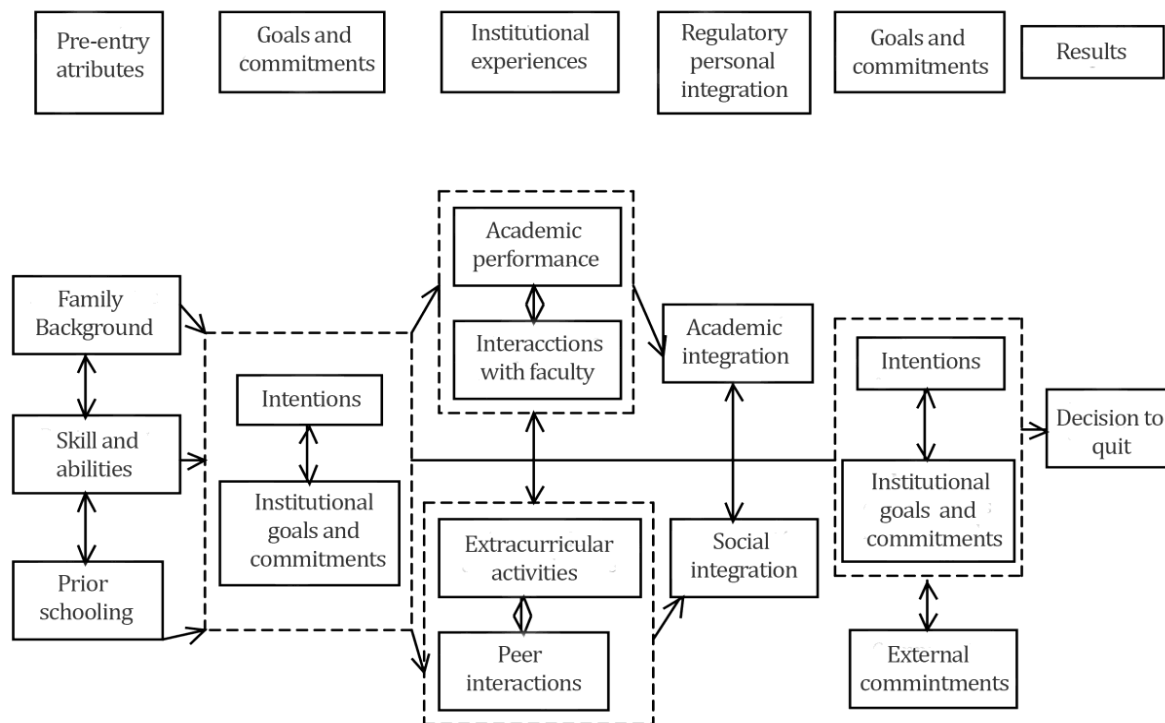 Pre-entry
atributes
Goals and
commitments
Institutional
experiences
Regulatory
personal
integration
Goals and
commitments
Results
Family
Background
Skill and
abilities
Prior
schooling
Intentions
Institutional
goals and
commitments
Academic
performance
Interacctions
with faculty
Extracurricular
activities
Peer
interactions
Academic
integration
Social
integration
Intentions
Institutional
goals and
commitments
External
commintments
Decision to
quit